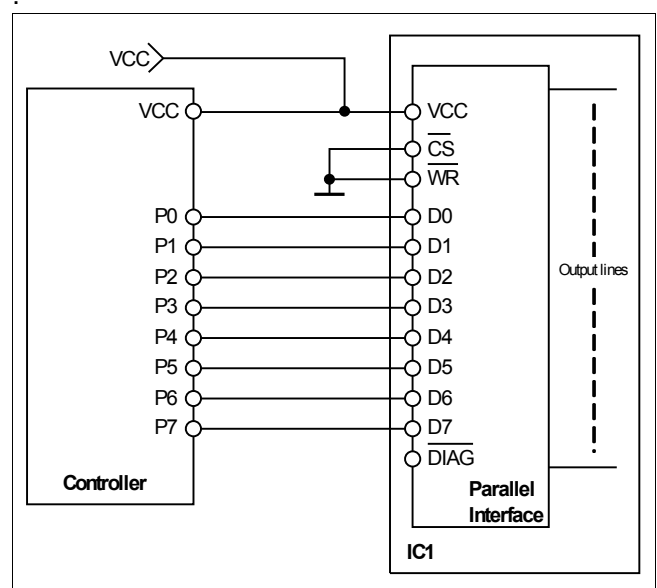 VCC
VCC
P0
P1
P2
P3
P4
P5
P6
P7
Controller
VCC
CS
WR
D0
D1
D2
D3
D4
D5
D6
D7
DIAG
Parallel
Interface
IC1
Output lines